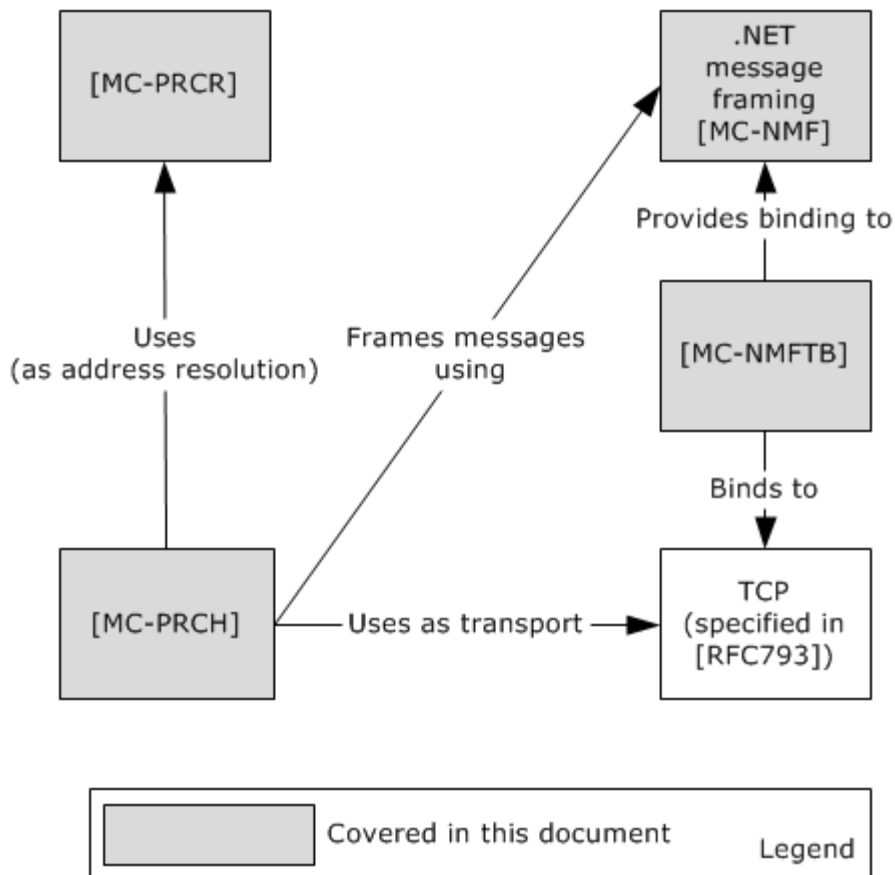 [MC-PRCR]
.NET
message
framing
[MC-NMF]
Provides binding to
Uses
(as address resolution)
Frames messages
using
[MC-NMFTB]
Binds to
[MC-PRCH]
Uses as transport
TCP
(specified in
[RFC793])
Covered in this document
Legend